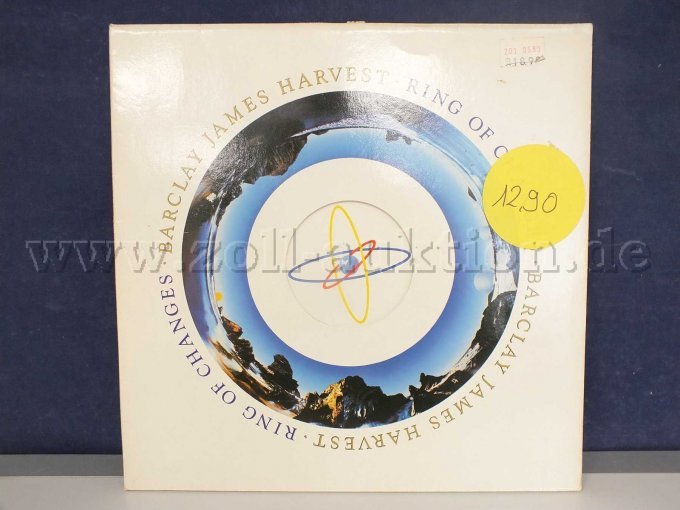 BARCLAY JAMES HARVEST · RING OF C
BARCLAY JAMES HARVEST · RING OF CHANGES
12,90
www.zoll-auktion.de